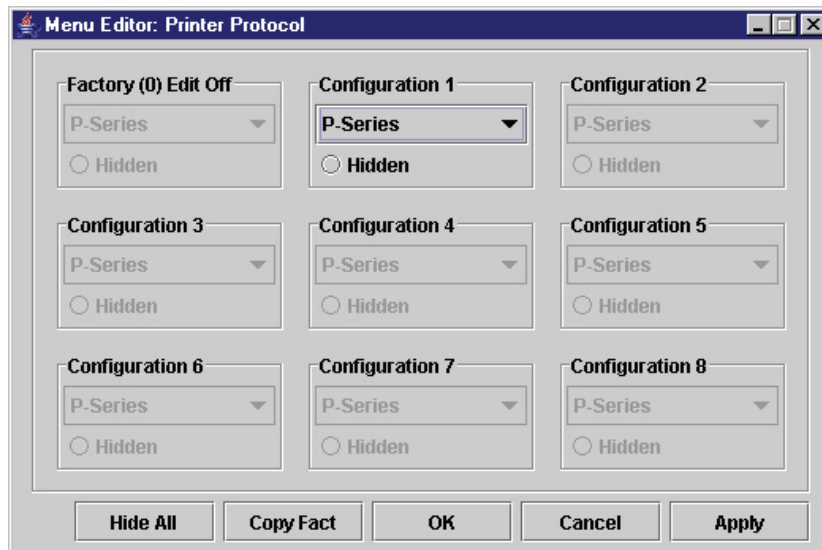 Menu Editor: Printer Protocol
Factory (0) Edit Off Configuration 1 Configuration 2
P-Series P-Series P-Series
Hidden Hidden Hidden
Configuration 3 Configuration 4 Configuration 5
P-Series P-Series P-Series
Hidden Hidden Hidden
Configuration 6 Configuration 7 Configuration 8
P-Series P-Series P-Series
Hidden Hidden Hidden
Hide All Copy Fact OK Cancel Apply